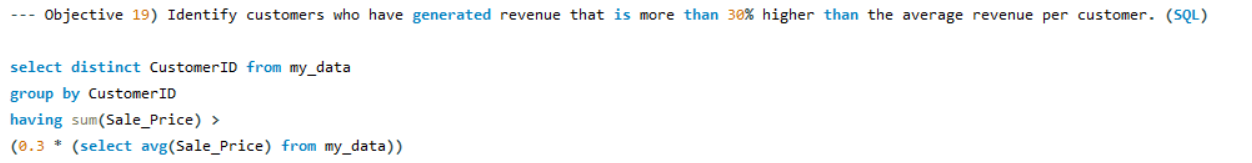 --- Objective 19) Identify customers who have generated revenue that is more than 30% higher than the average revenue per customer. (SQL)
select distinct CustomerID from my_data
group by CustomerID
having sum(Sale_Price) >
(0.3 * (select avg(Sale_Price) from my_data))